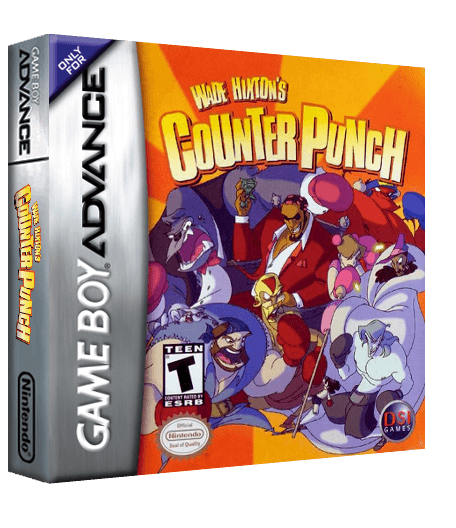 GAME BOY
ADVANCE
WADE HIXTON'S
COUNTER PUNCH
Nintendo
ONLY
FOR
GAME BOY ADVANCE
WADE HIXTON'S
COUNTER PUNCH
TEEN
T
CONTENT RATED BY
ESRB
Official
Nintendo
Seal of Quality
DSI
GAMES